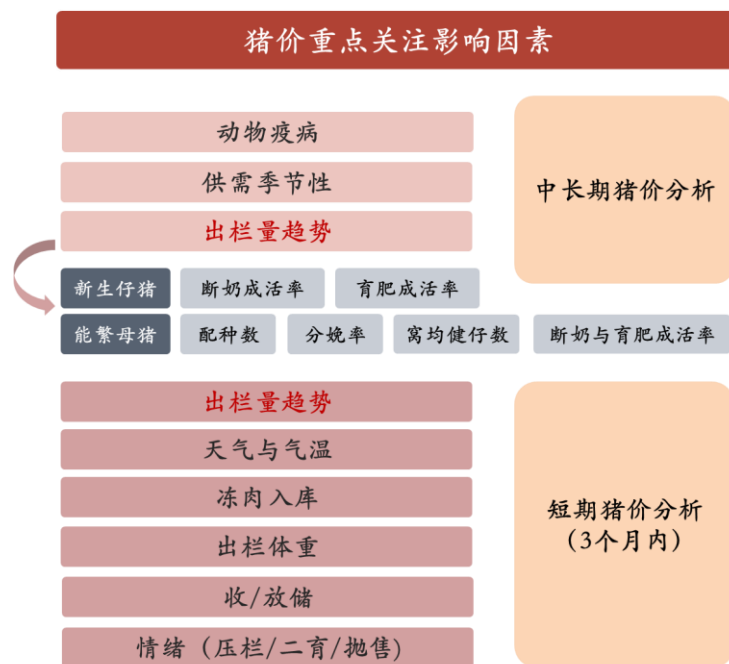 猪价重点关注影响因素
动物疫病
供需季节性
出栏量趋势
中长期猪价分析
新生仔猪 断奶成活率 育肥成活率
能繁母猪 配种数 分娩率 窝均健仔数 断奶与育肥成活率
出栏量趋势
天气与气温
冻肉入库
出栏体重
收/放储
情绪（压栏/二育/抛售)
短期猪价分析
（3个月内）